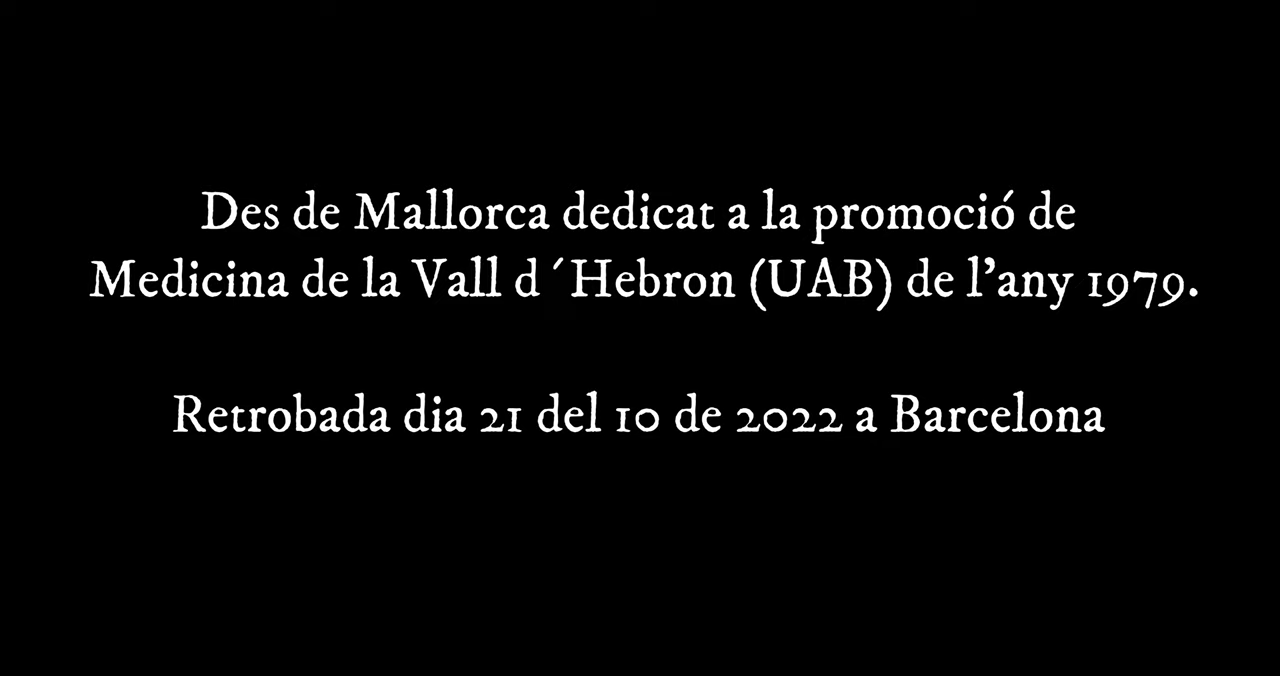 Des de Mallorca dedicat a la promoció de
Medicina de la Vall d´Hebron (UAB) de l’any 1979.
Retrobada dia 21 del 10 de 2022 a Barcelona